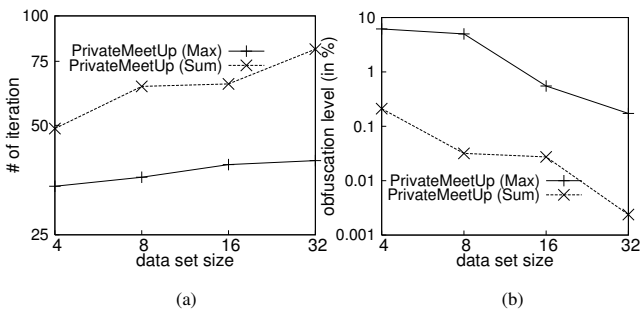 100
75
50
25
# of iteration
PrivateMeetUp (Max)
PrivateMeetUp (Sum)
4 8 16 32
data set size
(a)
10
1
0.1
0.01
0.001
obfuscation level (in %)
PrivateMeetUp (Max)
PrivateMeetUp (Sum)
4 8 16 32
data set size
(b)